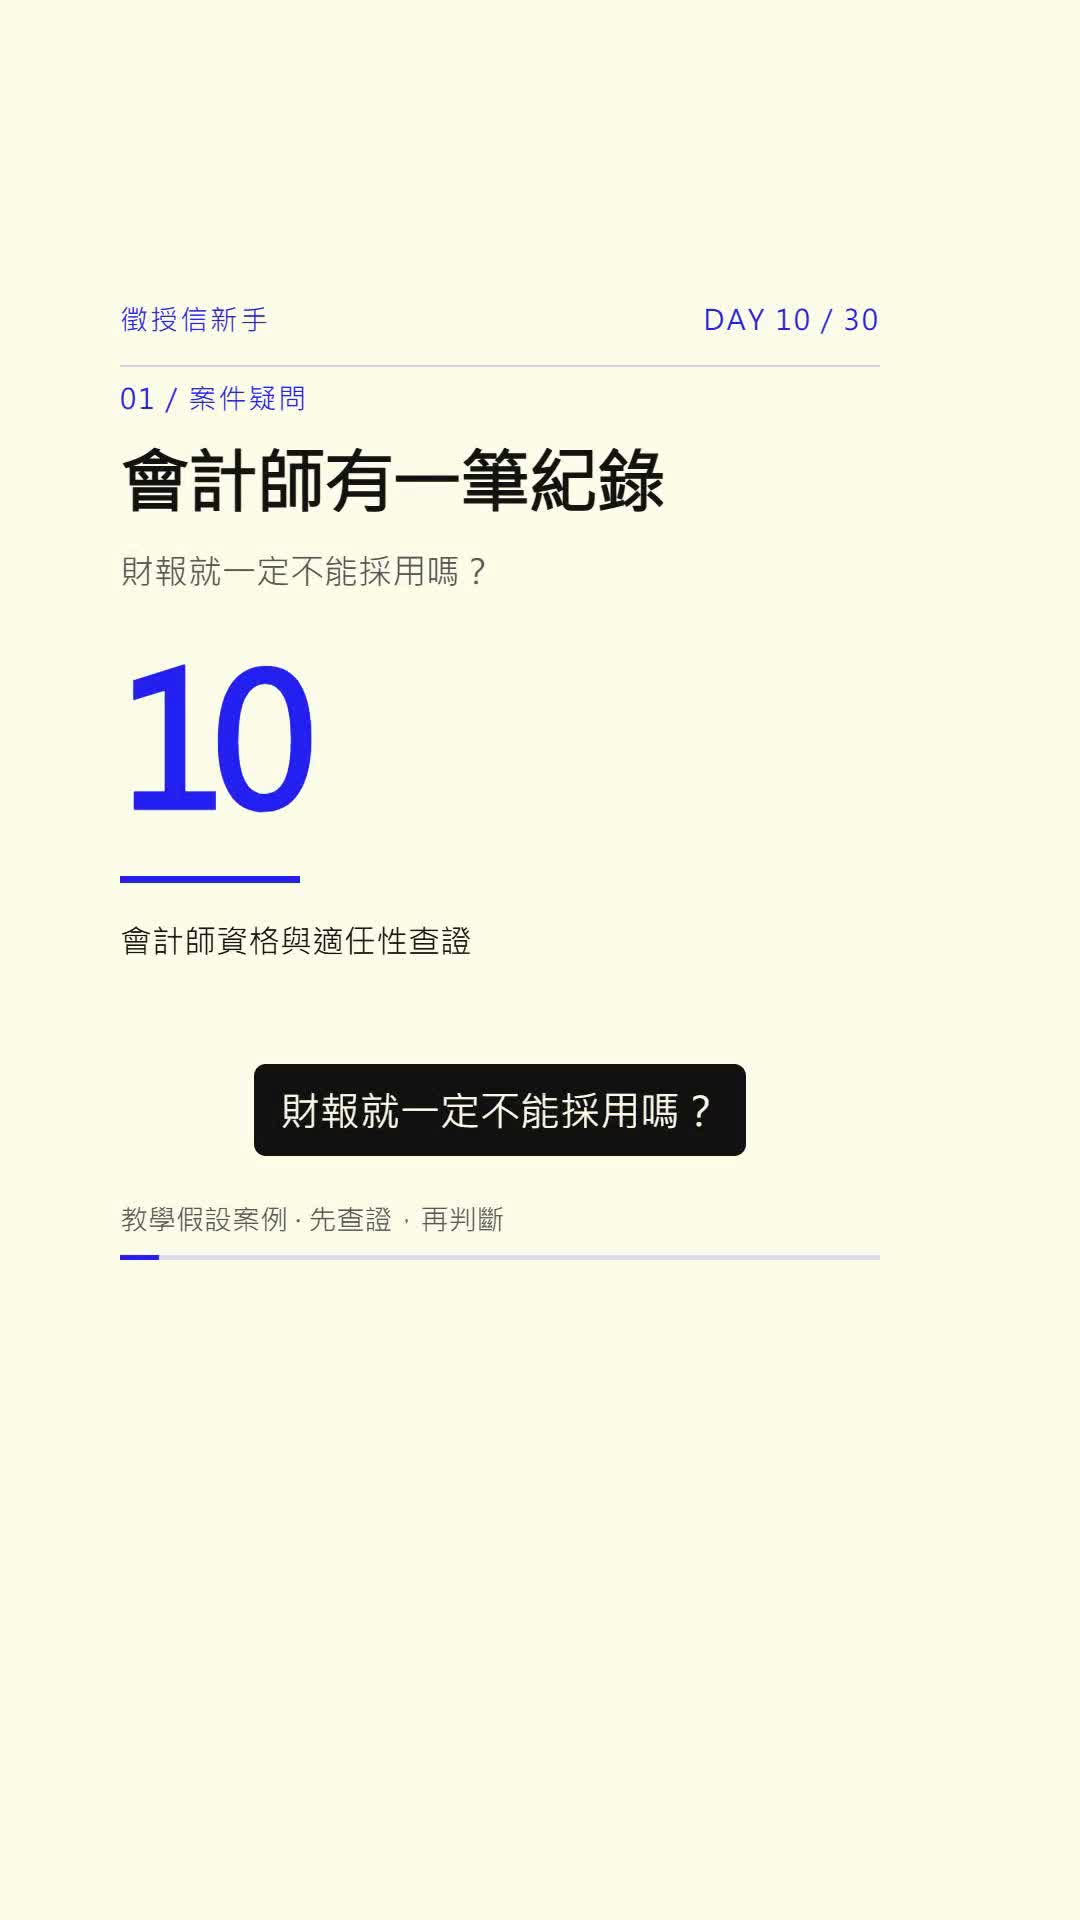 徵授信新手
DAY 10 / 30
01 / 案件疑問
會計師有一筆紀錄
財報就一定不能採用嗎？
10
會計師資格與適任性查證
財報就一定不能採用嗎？
教學假設案例 · 先查證，再判斷